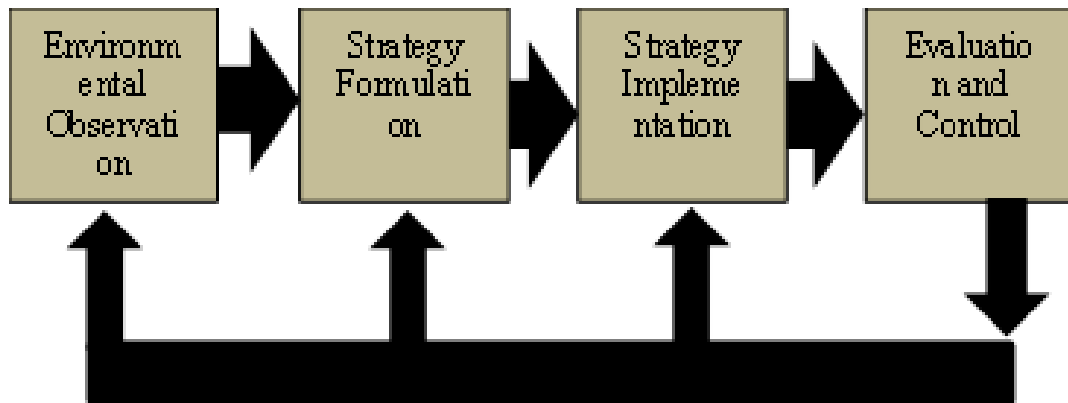 Environm
ental
Observati
on
Strategy
Formulati
on
Strategy
Impleme
ntation
Evaluatio
n and
Control